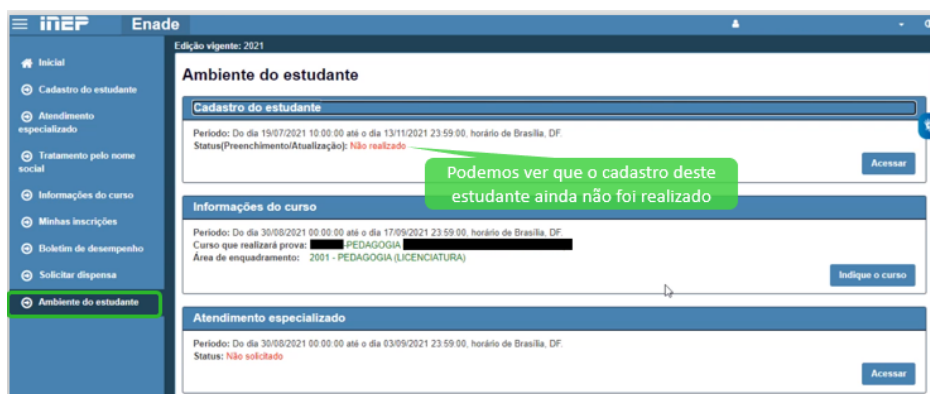 inep Enade
Edição vigente: 2021
Inicial
Cadastro do estudante
Atendimento
especializado
Tratamento pelo nome
social
Informações do curso
Minhas inscrições
Boletim de desempenho
Solicitar dispensa
Ambiente do estudante
Ambiente do estudante
Cadastro do estudante
Período: Do dia 19/07/2021 10:00:00 até o dia 13/11/2021 23:59:00, horário de Brasília, DF.
Status(Preenchimento/Atualização): Não realizado
Acessar
Podemos ver que o cadastro deste
estudante ainda não foi realizado
Informações do curso
Período: Do dia 30/08/2021 00:00:00 até o dia 17/09/2021 23:59:00, horário de Brasília, DF.
Curso que realizará prova: -PEDAGOGIA
Área de enquadramento: 2001 - PEDAGOGIA (LICENCIATURA)
Indique o curso
Atendimento especializado
Período: Do dia 30/08/2021 00:00:00 até o dia 03/09/2021 23:59:00, horário de Brasília, DF.
Status: Não solicitado
Acessar